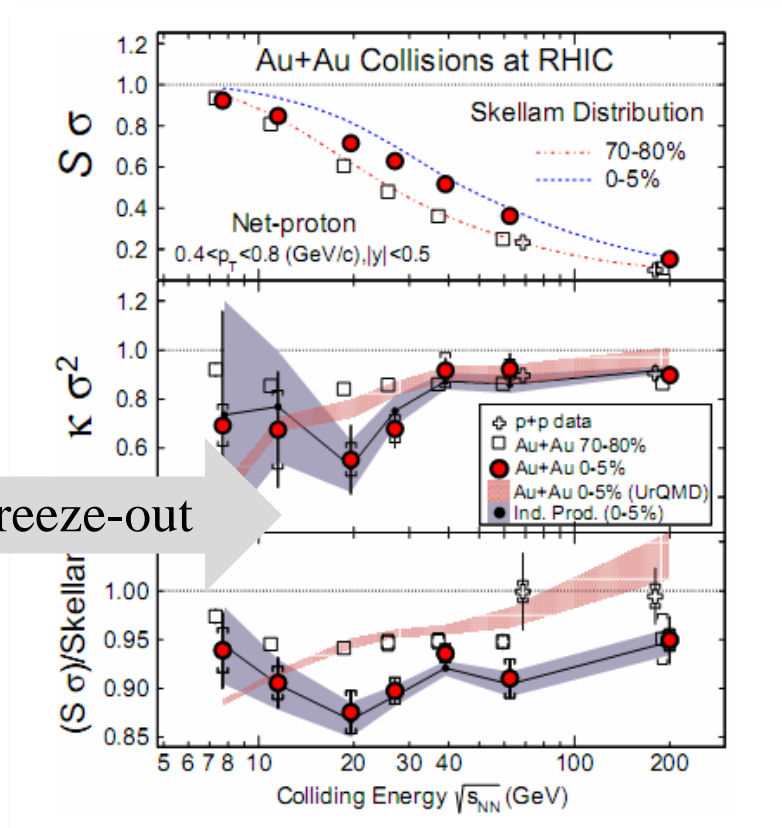 Au+Au Collisions at RHIC
Skellam Distribution
70-80%
0-5%
Net-proton
0.4<p_T<0.8 (GeV/c),|y|<0.5
S σ
1.2
1.0
0.8
0.6
0.4
0.2
κ σ²
1.2
1.0
0.8
0.6
p+p data
Au+Au 70-80%
Au+Au 0-5%
Au+Au 0-5% (UrQMD)
Ind. Prod. (0-5%)
reeze-out
(S σ)/Skellam
1.00
0.95
0.90
0.85
5 6 7 8 10 20 30 40 100 200
Colliding Energy √s_NN (GeV)